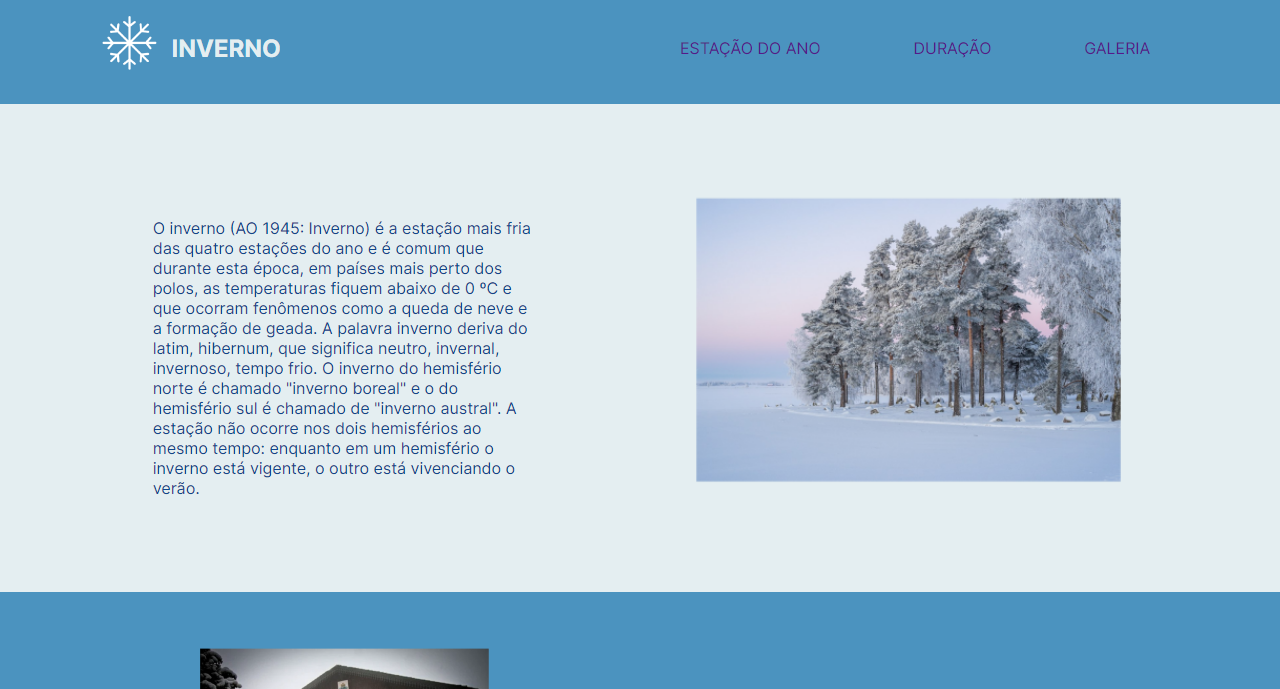 INVERNO
ESTAÇÃO DO ANO
DURAÇÃO
GALERIA
O inverno (AO 1945: Inverno) é a estação mais fria
das quatro estações do ano e é comum que
durante esta época, em países mais perto dos
polos, as temperaturas fiquem abaixo de 0 ºC e
que ocorram fenômenos como a queda de neve e
a formação de geada. A palavra inverno deriva do
latim, hibernum, que significa neutro, invernal,
invernoso, tempo frio. O inverno do hemisfério
norte é chamado "inverno boreal" e o do
hemisfério sul é chamado de "inverno austral". A
estação não ocorre nos dois hemisférios ao
mesmo tempo: enquanto em um hemisfério o
inverno está vigente, o outro está vivenciando o
verão.